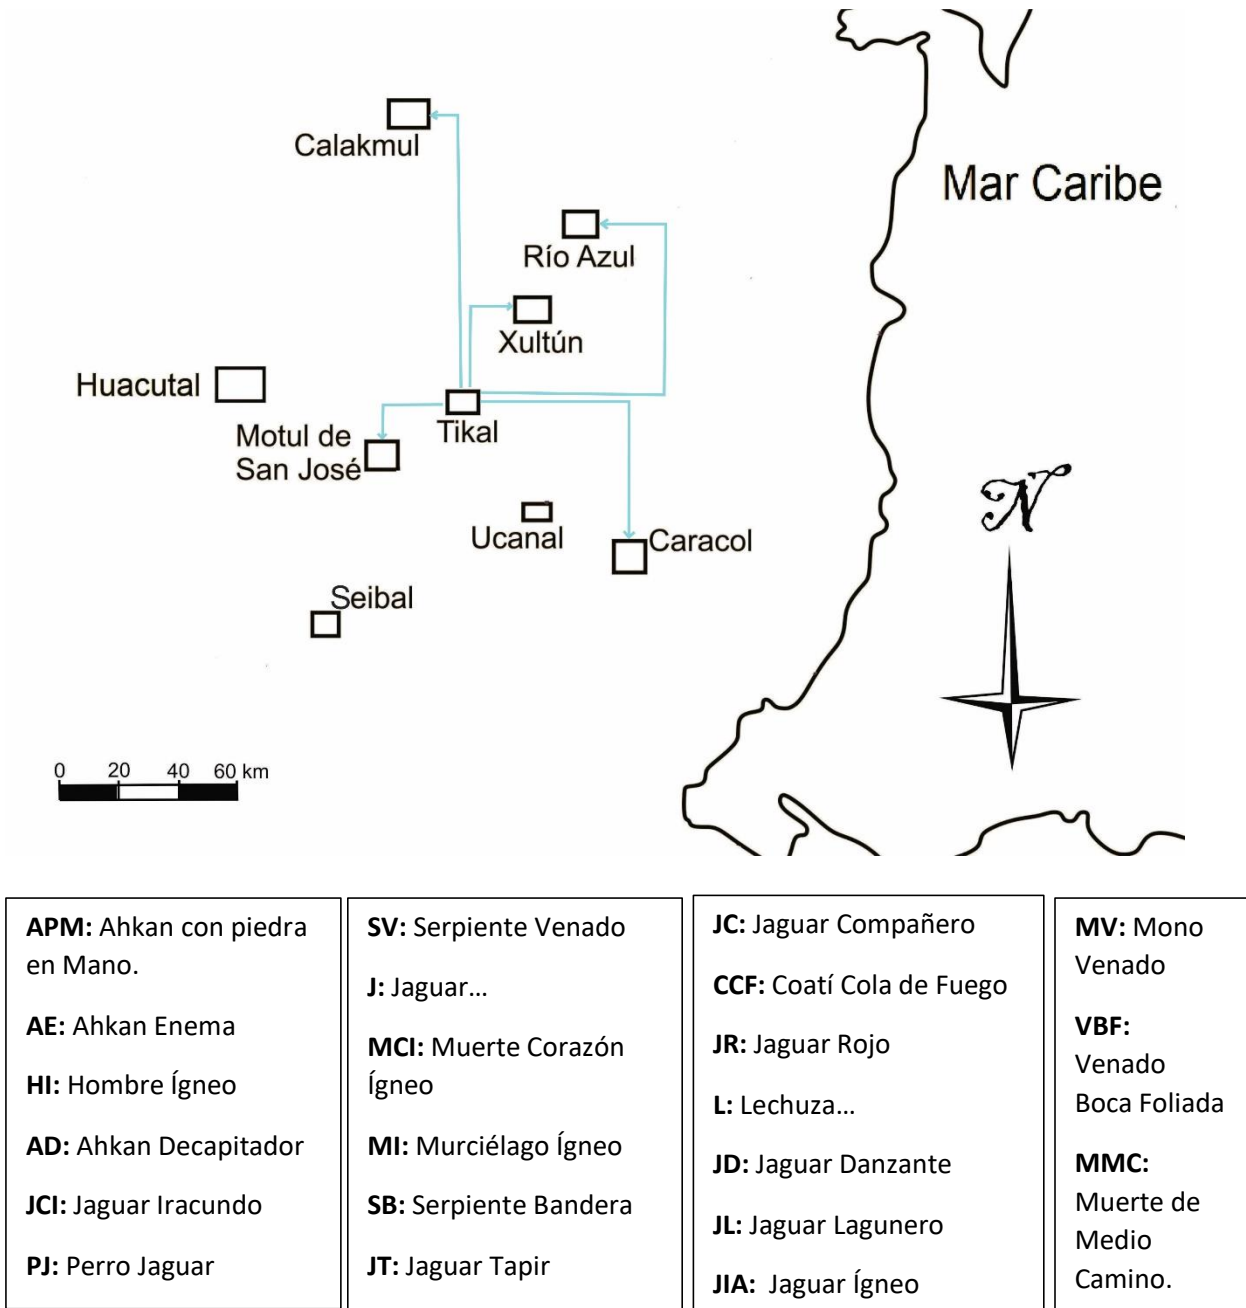 Calakmul
Mar Caribe
Río Azul
Xultún
Huacutal
Tikal
Motul de
San José
Ucanal
Caracol
Seibal
N
0 20 40 60 km
APM: Ahkan con piedra
en Mano.
AE: Ahkan Enema
HI: Hombre Ígneo
AD: Ahkan Decapitador
JCI: Jaguar Iracundo
PJ: Perro Jaguar
SV: Serpiente Venado
J: Jaguar...
MCI: Muerte Corazón
Ígneo
MI: Murciélago Ígneo
SB: Serpiente Bandera
JT: Jaguar Tapir
JC: Jaguar Compañero
CCF: Coatí Cola de Fuego
JR: Jaguar Rojo
L: Lechuza...
JD: Jaguar Danzante
JL: Jaguar Lagunero
JIA: Jaguar Ígneo
MV: Mono
Venado
VBF:
Venado
Boca Foliada
MMC:
Muerte de
Medio
Camino.